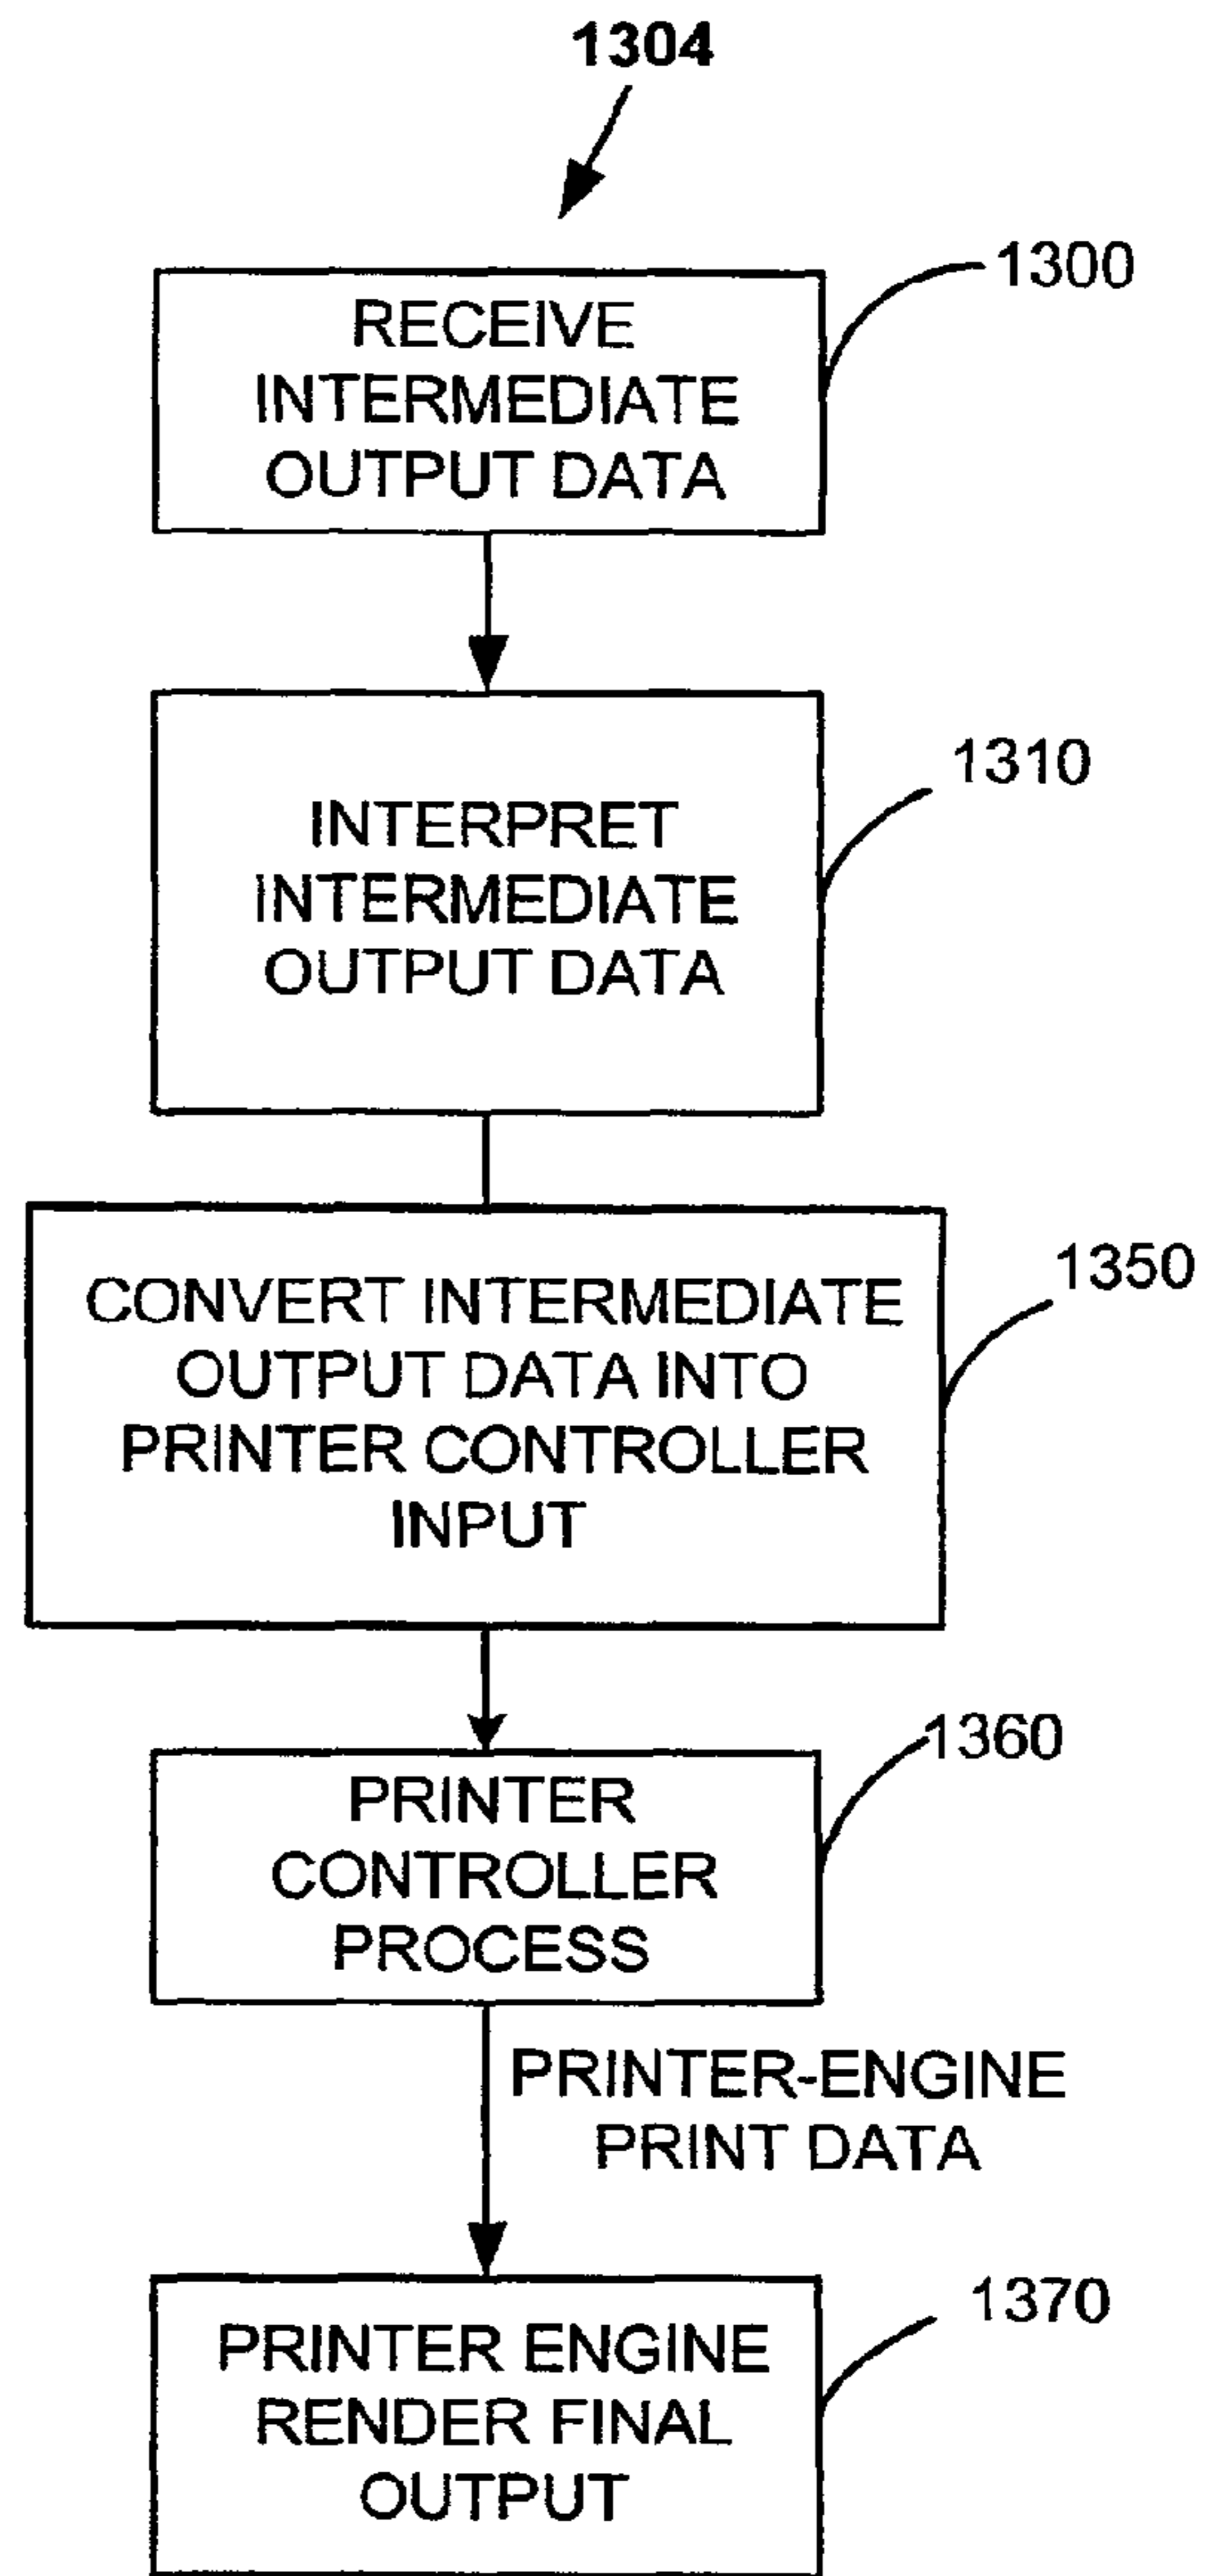 1304
1300
RECEIVE
INTERMEDIATE
OUTPUT DATA
1310
INTERPRET
INTERMEDIATE
OUTPUT DATA
1350
CONVERT INTERMEDIATE
OUTPUT DATA INTO
PRINTER CONTROLLER
INPUT
1360
PRINTER
CONTROLLER
PROCESS
PRINTER-ENGINE
PRINT DATA
1370
PRINTER ENGINE
RENDER FINAL
OUTPUT